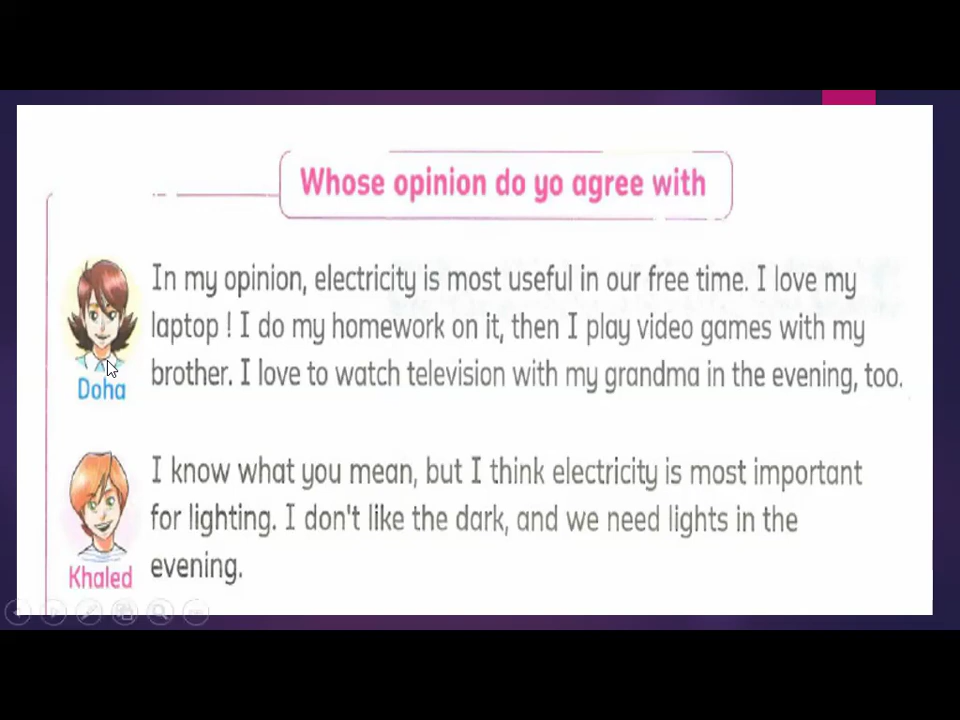 Whose opinion do yo agree with
In my opinion, electricity is most useful in our free time. I love my
laptop ! I do my homework on it, then I play video games with my
brother. I love to watch television with my grandma in the evening, too.
Doha
I know what you mean, but I think electricity is most important
for lighting. I don't like the dark, and we need lights in the
evening.
Khaled